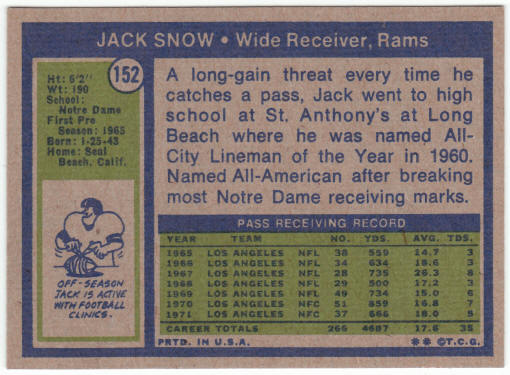 JACK SNOW • Wide Receiver, Rams
152
Ht: 6'2"
Wt: 190
School:
Notre Dame
First Pro
Season: 1965
Born: 1-25-43
Home: Seal
Beach, Calif.
A long-gain threat every time he
catches a pass, Jack went to high
school at St. Anthony's at Long
Beach where he was named All-
City Lineman of the Year in 1960.
Named All-American after breaking
most Notre Dame receiving marks.
OFF-SEASON
JACK IS ACTIVE
WITH FOOTBALL
CLINICS.
PASS RECEIVING RECORD
YEAR TEAM NO. YDS. AVG. TDS.
1965 LOS ANGELES NFL 38 559 14.7 3
1966 LOS ANGELES NFL 34 634 18.6 3
1967 LOS ANGELES NFL 28 735 26.3 8
1968 LOS ANGELES NFL 29 500 17.2 3
1969 LOS ANGELES NFL 49 734 15.0 6
1970 LOS ANGELES NFC 51 859 16.8 7
1971 LOS ANGELES NFC 37 666 18.0 5
CAREER TOTALS 266 4687 17.6 35
PRTD. IN U.S.A. ✱✱ © T.C.G.